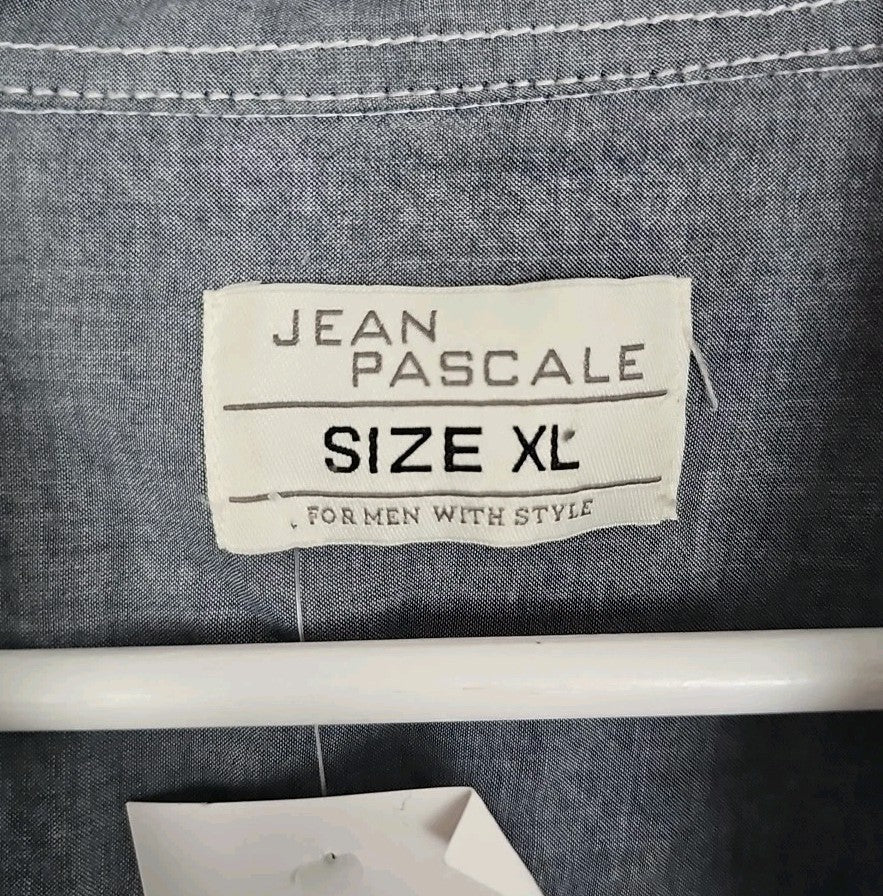 JEAN
PASCALE
SIZE XL
FOR MEN WITH STYLE